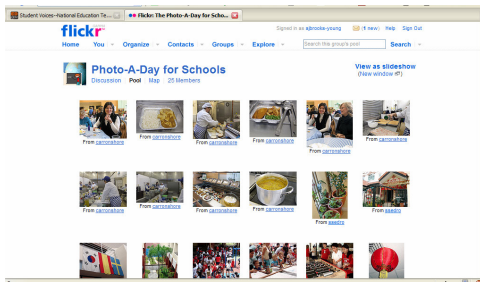 Student Voices--National Education Te...
Flickr: The Photo-A-Day for Scho...
flickr
Signed in as ajbrooke-young (1 new) Help Sign Out
Home You Organize Contacts Groups Explore Search this group's pool Search
Photo-A-Day for Schools
View as slideshow
(New window)
Discussion Pool Map 25 Members
From carronshore From carronshore From carronshore From carronshore From carronshore From carronshore
From carronshore From carronshore From carronshore From carronshore From seedro From seedro